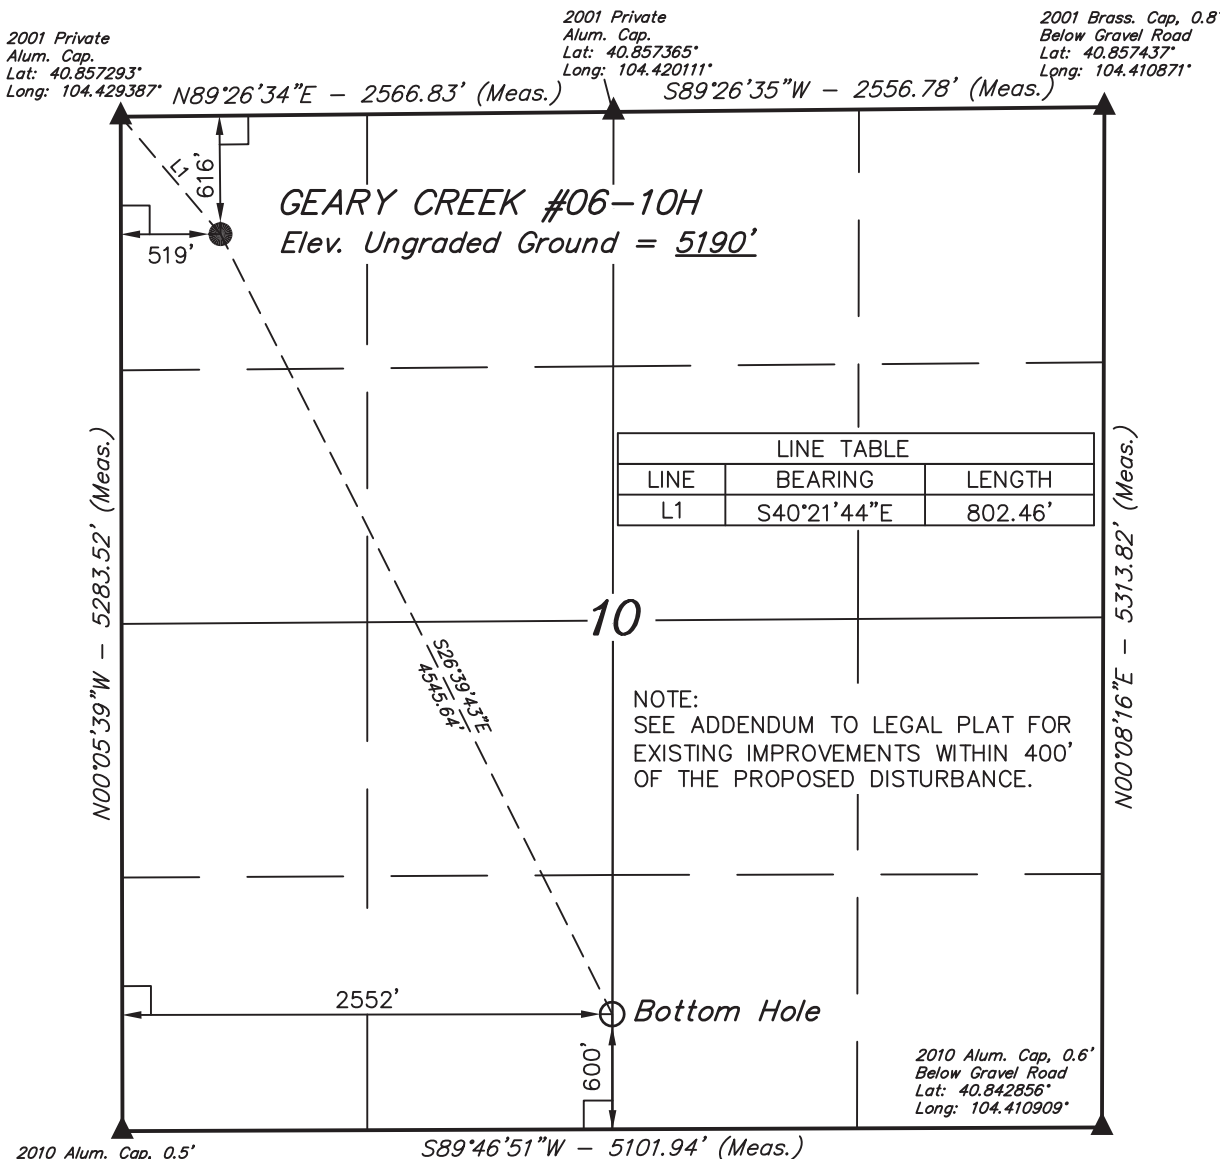 2001 Private
Alum. Cap.
Lat: 40.857293°
Long: 104.429387°
2001 Private
Alum. Cap.
Lat: 40.857365°
Long: 104.420111°
2001 Brass. Cap, 0.8'
Below Gravel Road
Lat: 40.857437°
Long: 104.410871°
N89°26'34"E - 2566.83' (Meas.)
S89°26'35"W - 2556.78' (Meas.)
L1
616'
519'
GEARY CREEK #06-10H
Elev. Ungraded Ground = 5190'
LINE TABLE
LINE BEARING LENGTH
L1 S40°21'44"E 802.46'
N00°05'39"W - 5283.52' (Meas.)
N00°08'16"E - 5313.82' (Meas.)
10
S26°39'43"E
4545.64'
NOTE:
SEE ADDENDUM TO LEGAL PLAT FOR
EXISTING IMPROVEMENTS WITHIN 400'
OF THE PROPOSED DISTURBANCE.
2552'
Bottom Hole
600'
2010 Alum. Cap, 0.6'
Below Gravel Road
Lat: 40.842856°
Long: 104.410909°
2010 Alum. Cap, 0.5'
S89°46'51"W - 5101.94' (Meas.)